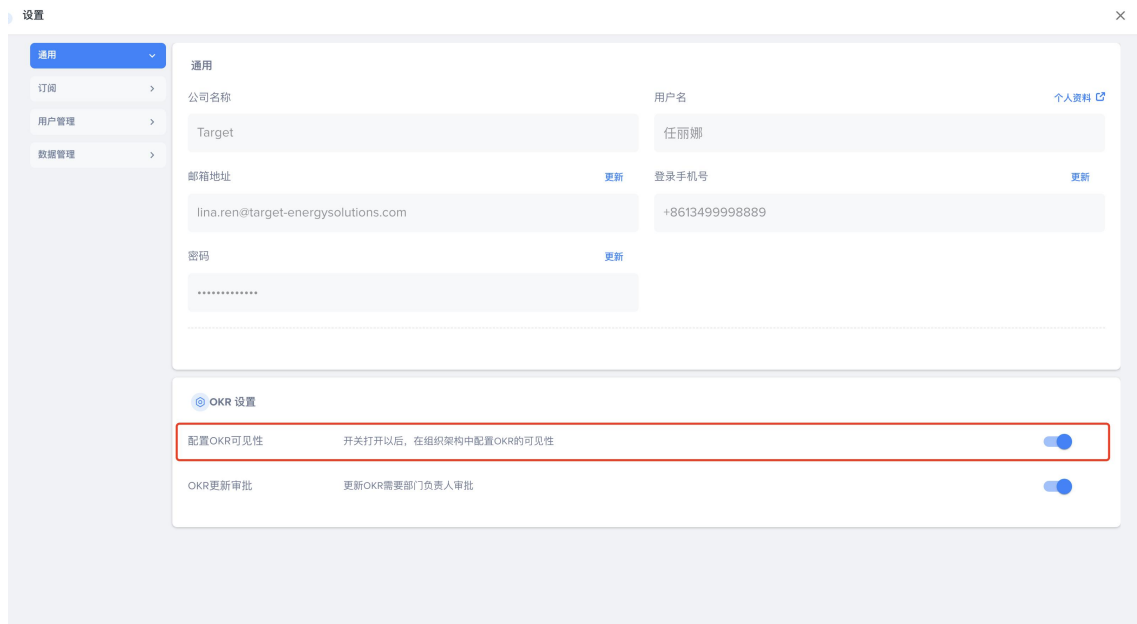 设置
通用
订阅
用户管理
数据管理
通用
公司名称
Target
用户名
个人资料
任丽娜
邮箱地址
更新
lina.ren@target-energysolutions.com
登录手机号
更新
+8613499998889
密码
更新
•••••••••••••
OKR 设置
配置OKR可见性
开关打开以后，在组织架构中配置OKR的可见性
OKR更新审批
更新OKR需要部门负责人审批